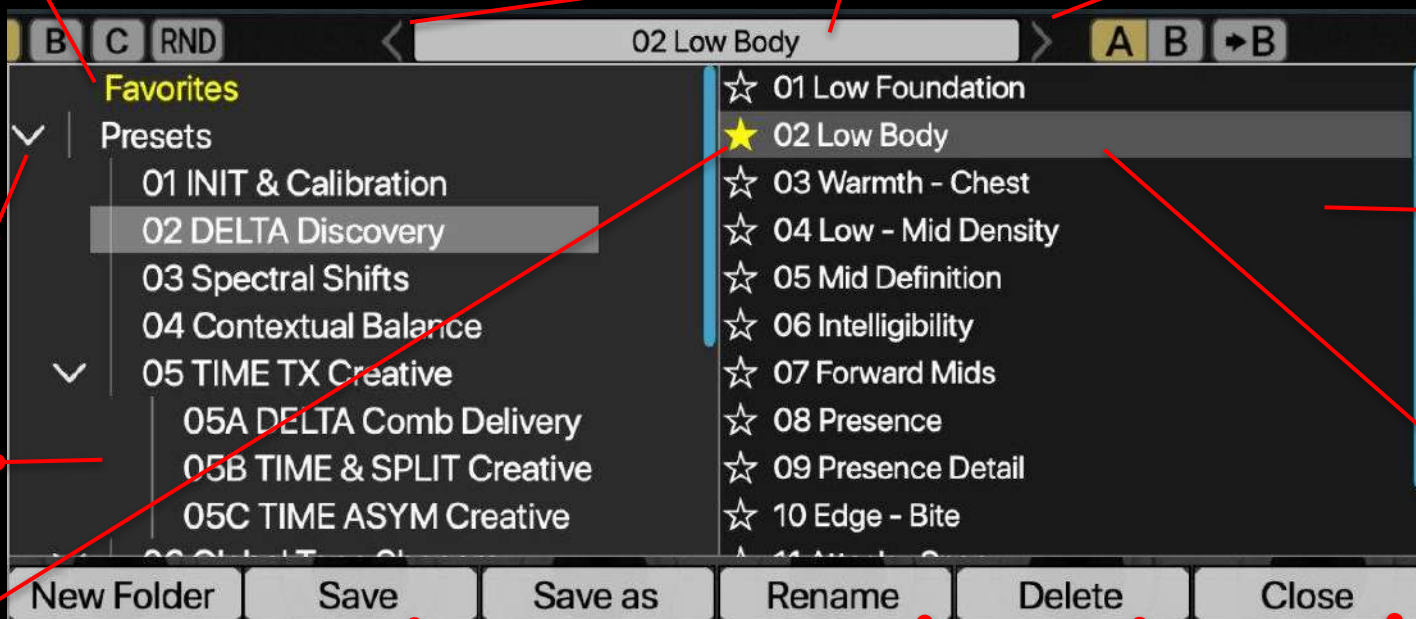 B C RND < 02 Low Body > A B →B
Favorites
Presets
01 INIT & Calibration
02 DELTA Discovery
03 Spectral Shifts
04 Contextual Balance
05 TIME TX Creative
05A DELTA Comb Delivery
05B TIME & SPLIT Creative
05C TIME ASYM Creative
01 Low Foundation
02 Low Body
03 Warmth - Chest
04 Low - Mid Density
05 Mid Definition
06 Intelligibility
07 Forward Mids
08 Presence
09 Presence Detail
10 Edge - Bite
New Folder Save Save as Rename Delete Close